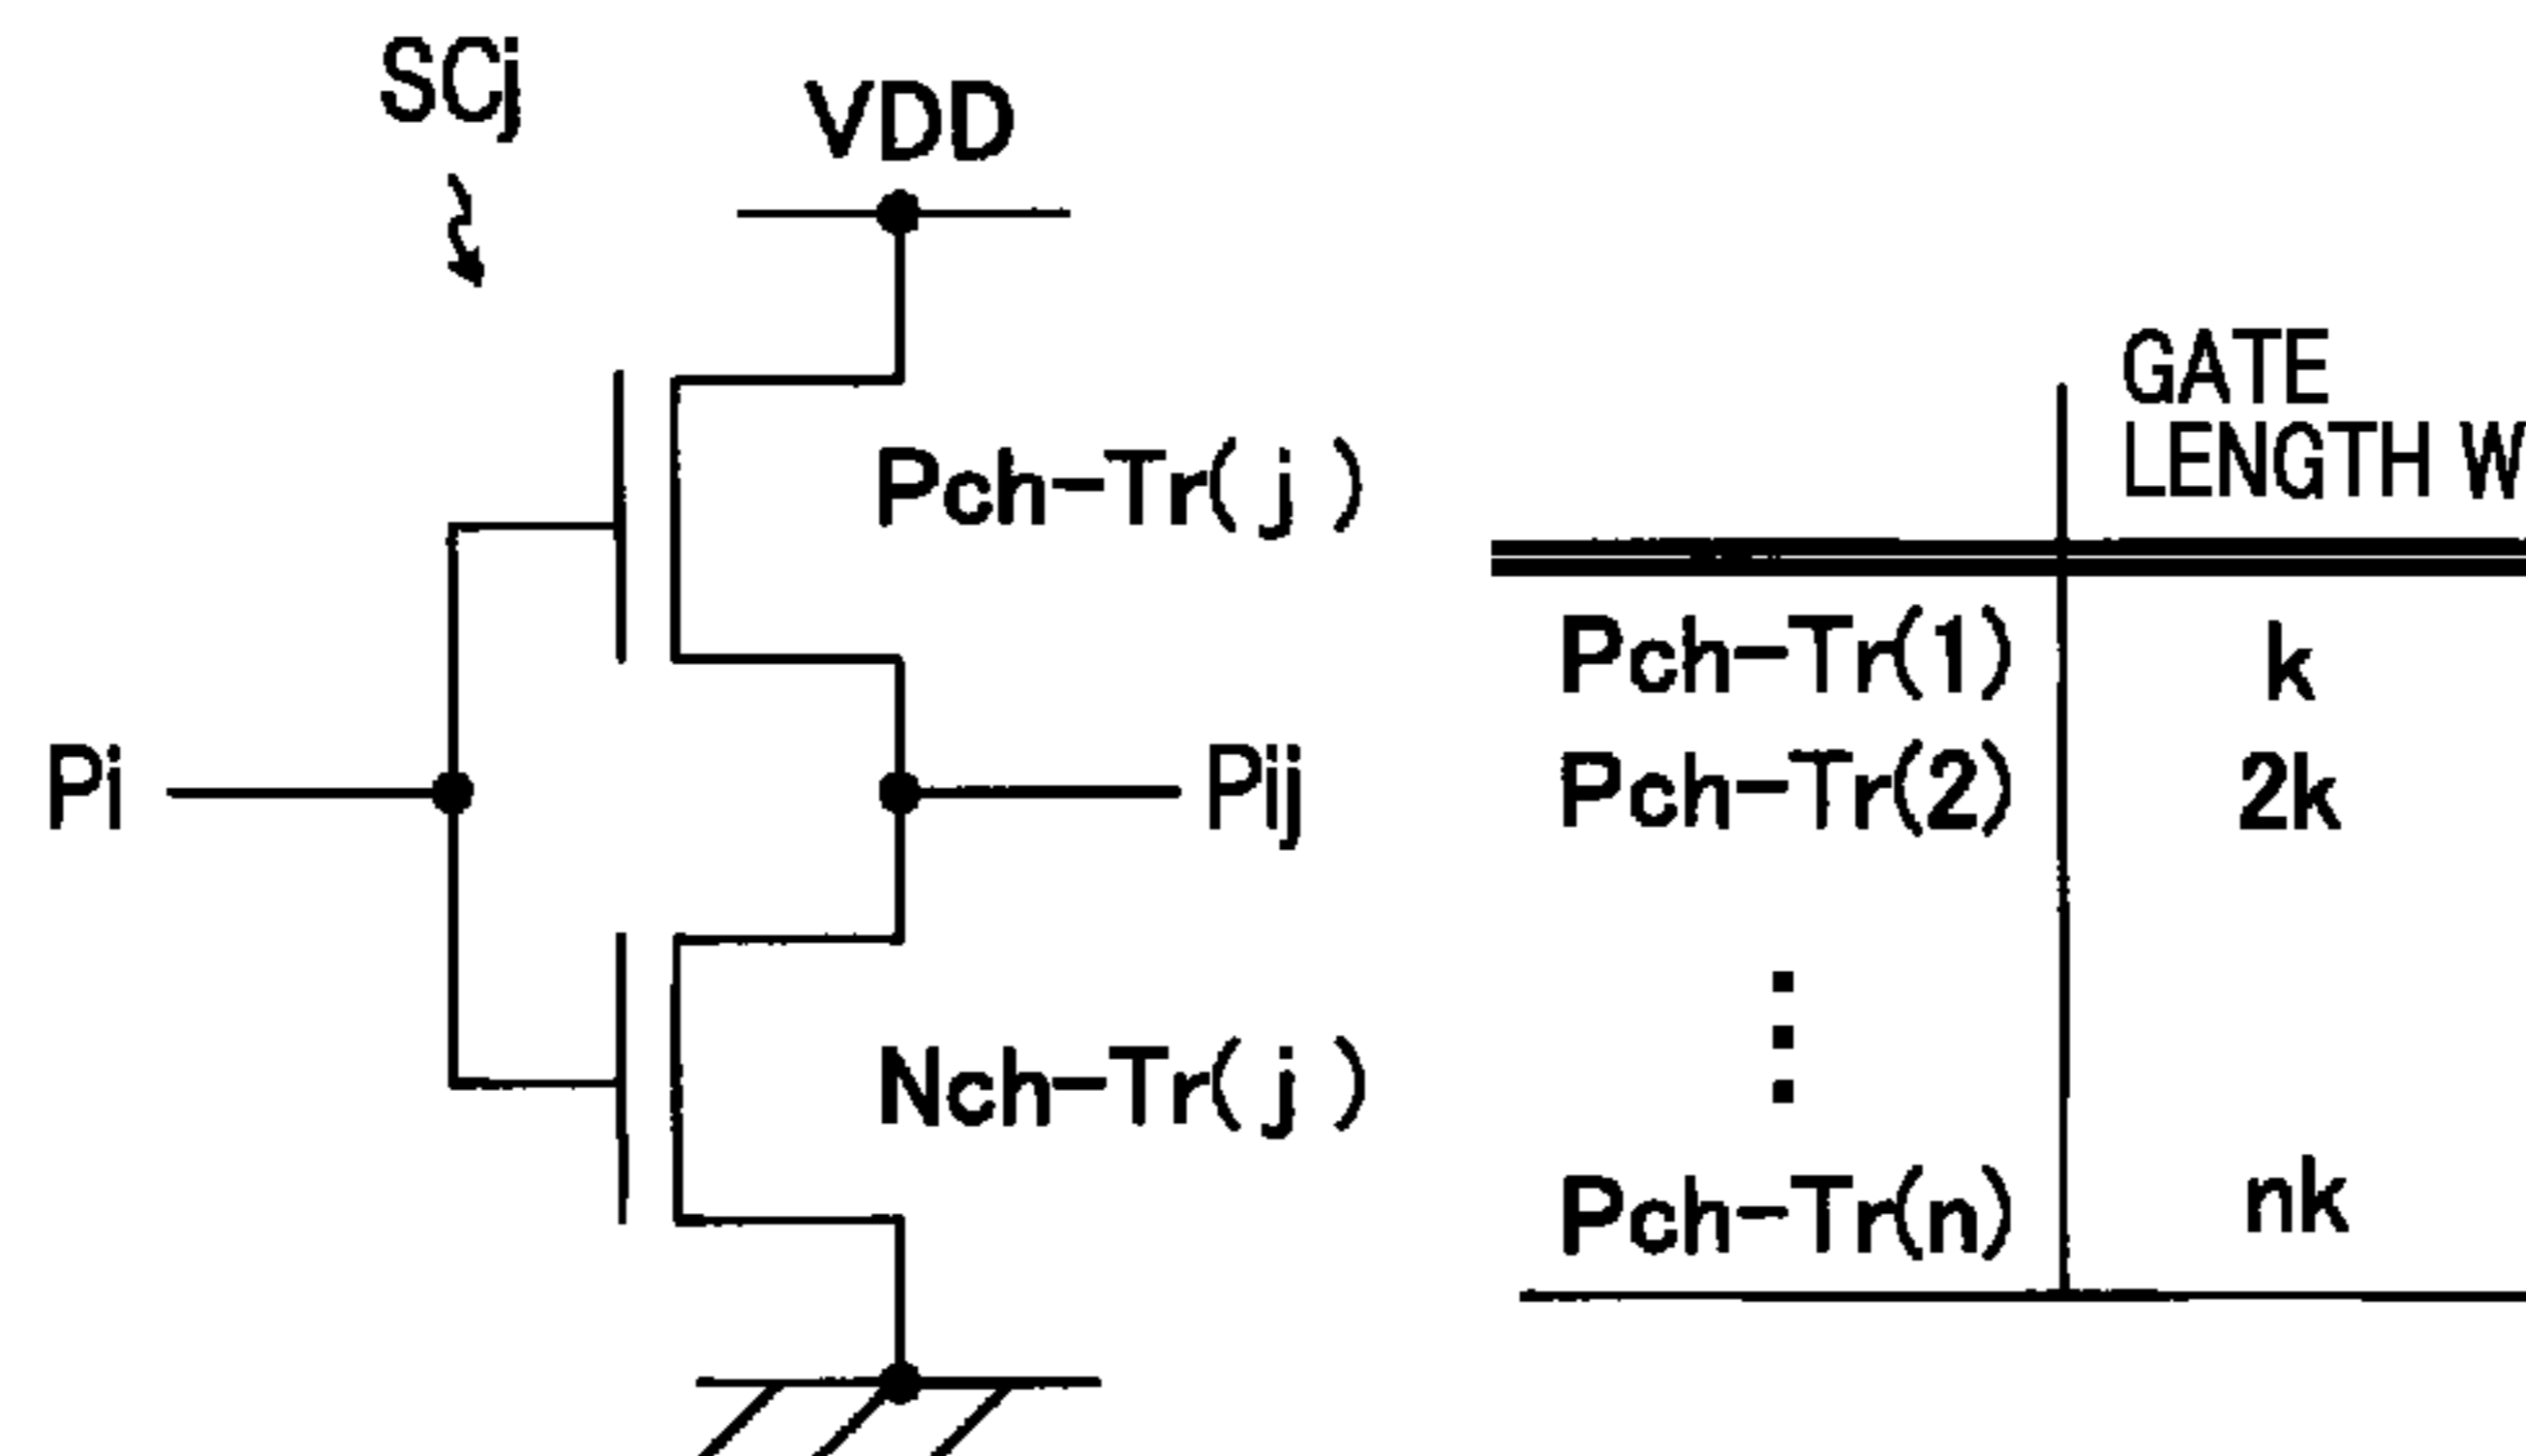 SCj
VDD
Pch-Tr( j )
Pi
Pij
Nch-Tr( j )
GATE
LENGTH W
Pch-Tr(1) k
Pch-Tr(2) 2k
⋮
Pch-Tr(n) nk